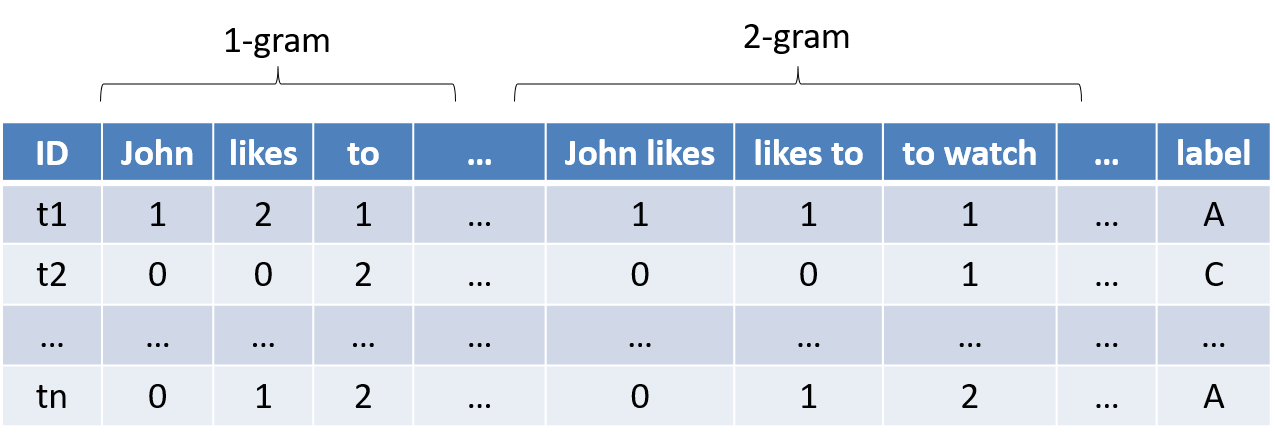 1-gram 2-gram
ID John likes to ... John likes likes to to watch ... label
t1 1 2 1 ... 1 1 1 ... A
t2 0 0 2 ... 0 0 1 ... C
... ... ... ... ... ... ... ... ... ...
tn 0 1 2 ... 0 1 2 ... A